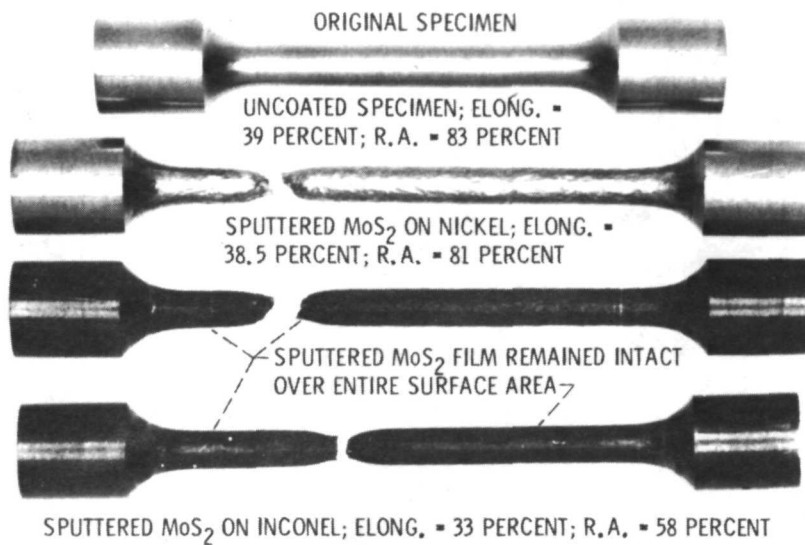 ORIGINAL SPECIMEN
UNCOATED SPECIMEN; ELONG. =
39 PERCENT; R.A. = 83 PERCENT
SPUTTERED MoS₂ ON NICKEL; ELONG. =
38.5 PERCENT; R.A. = 81 PERCENT
SPUTTERED MoS₂ FILM REMAINED INTACT
OVER ENTIRE SURFACE AREA
SPUTTERED MoS₂ ON INCONEL; ELONG. = 33 PERCENT; R.A. = 58 PERCENT